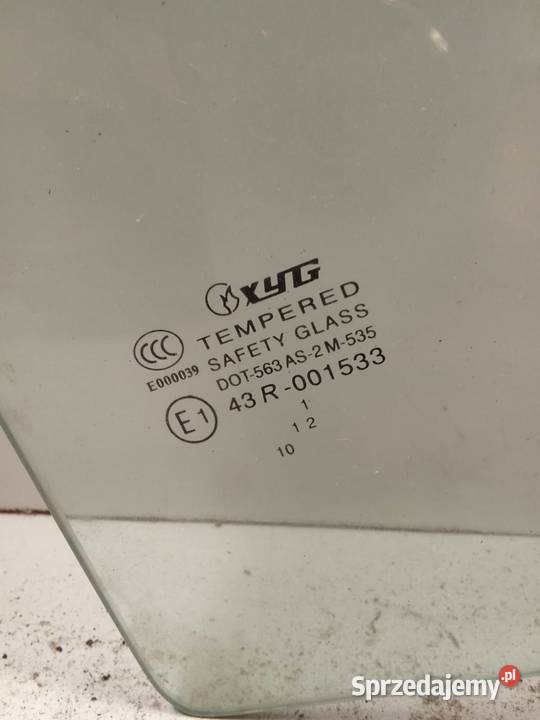 XYG
TEMPERED
SAFETY GLASS
CCC
E000039
DOT-563 AS-2 M-535
E1
43R-001533
1
1 2
10
Sprzedajemy.pl